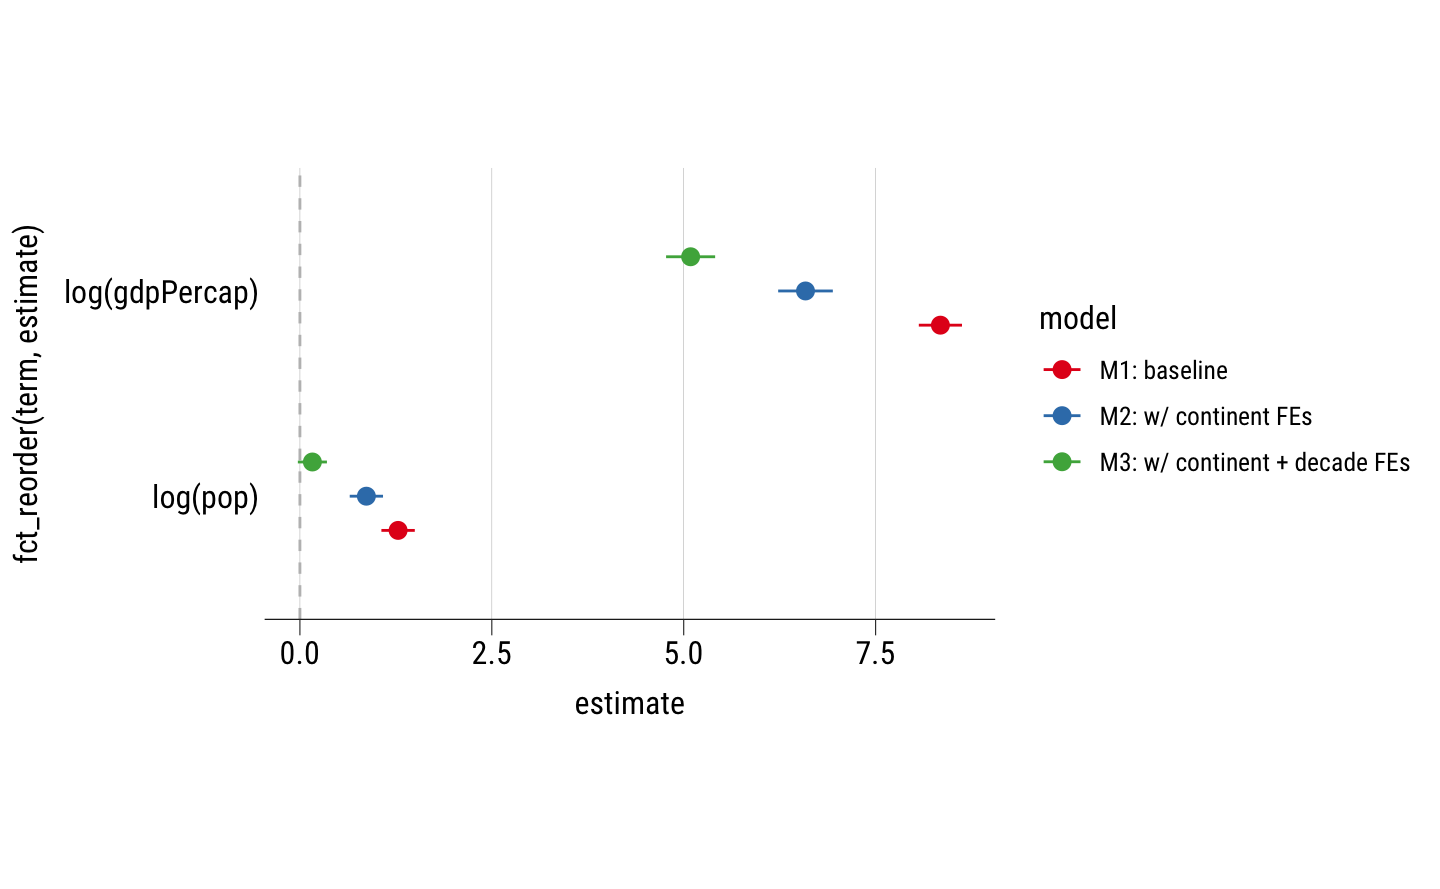 fct_reorder(term, estimate)
log(gdpPercap)
log(pop)
0.0
2.5
5.0
7.5
estimate
model
M1: baseline
M2: w/ continent FEs
M3: w/ continent + decade FEs